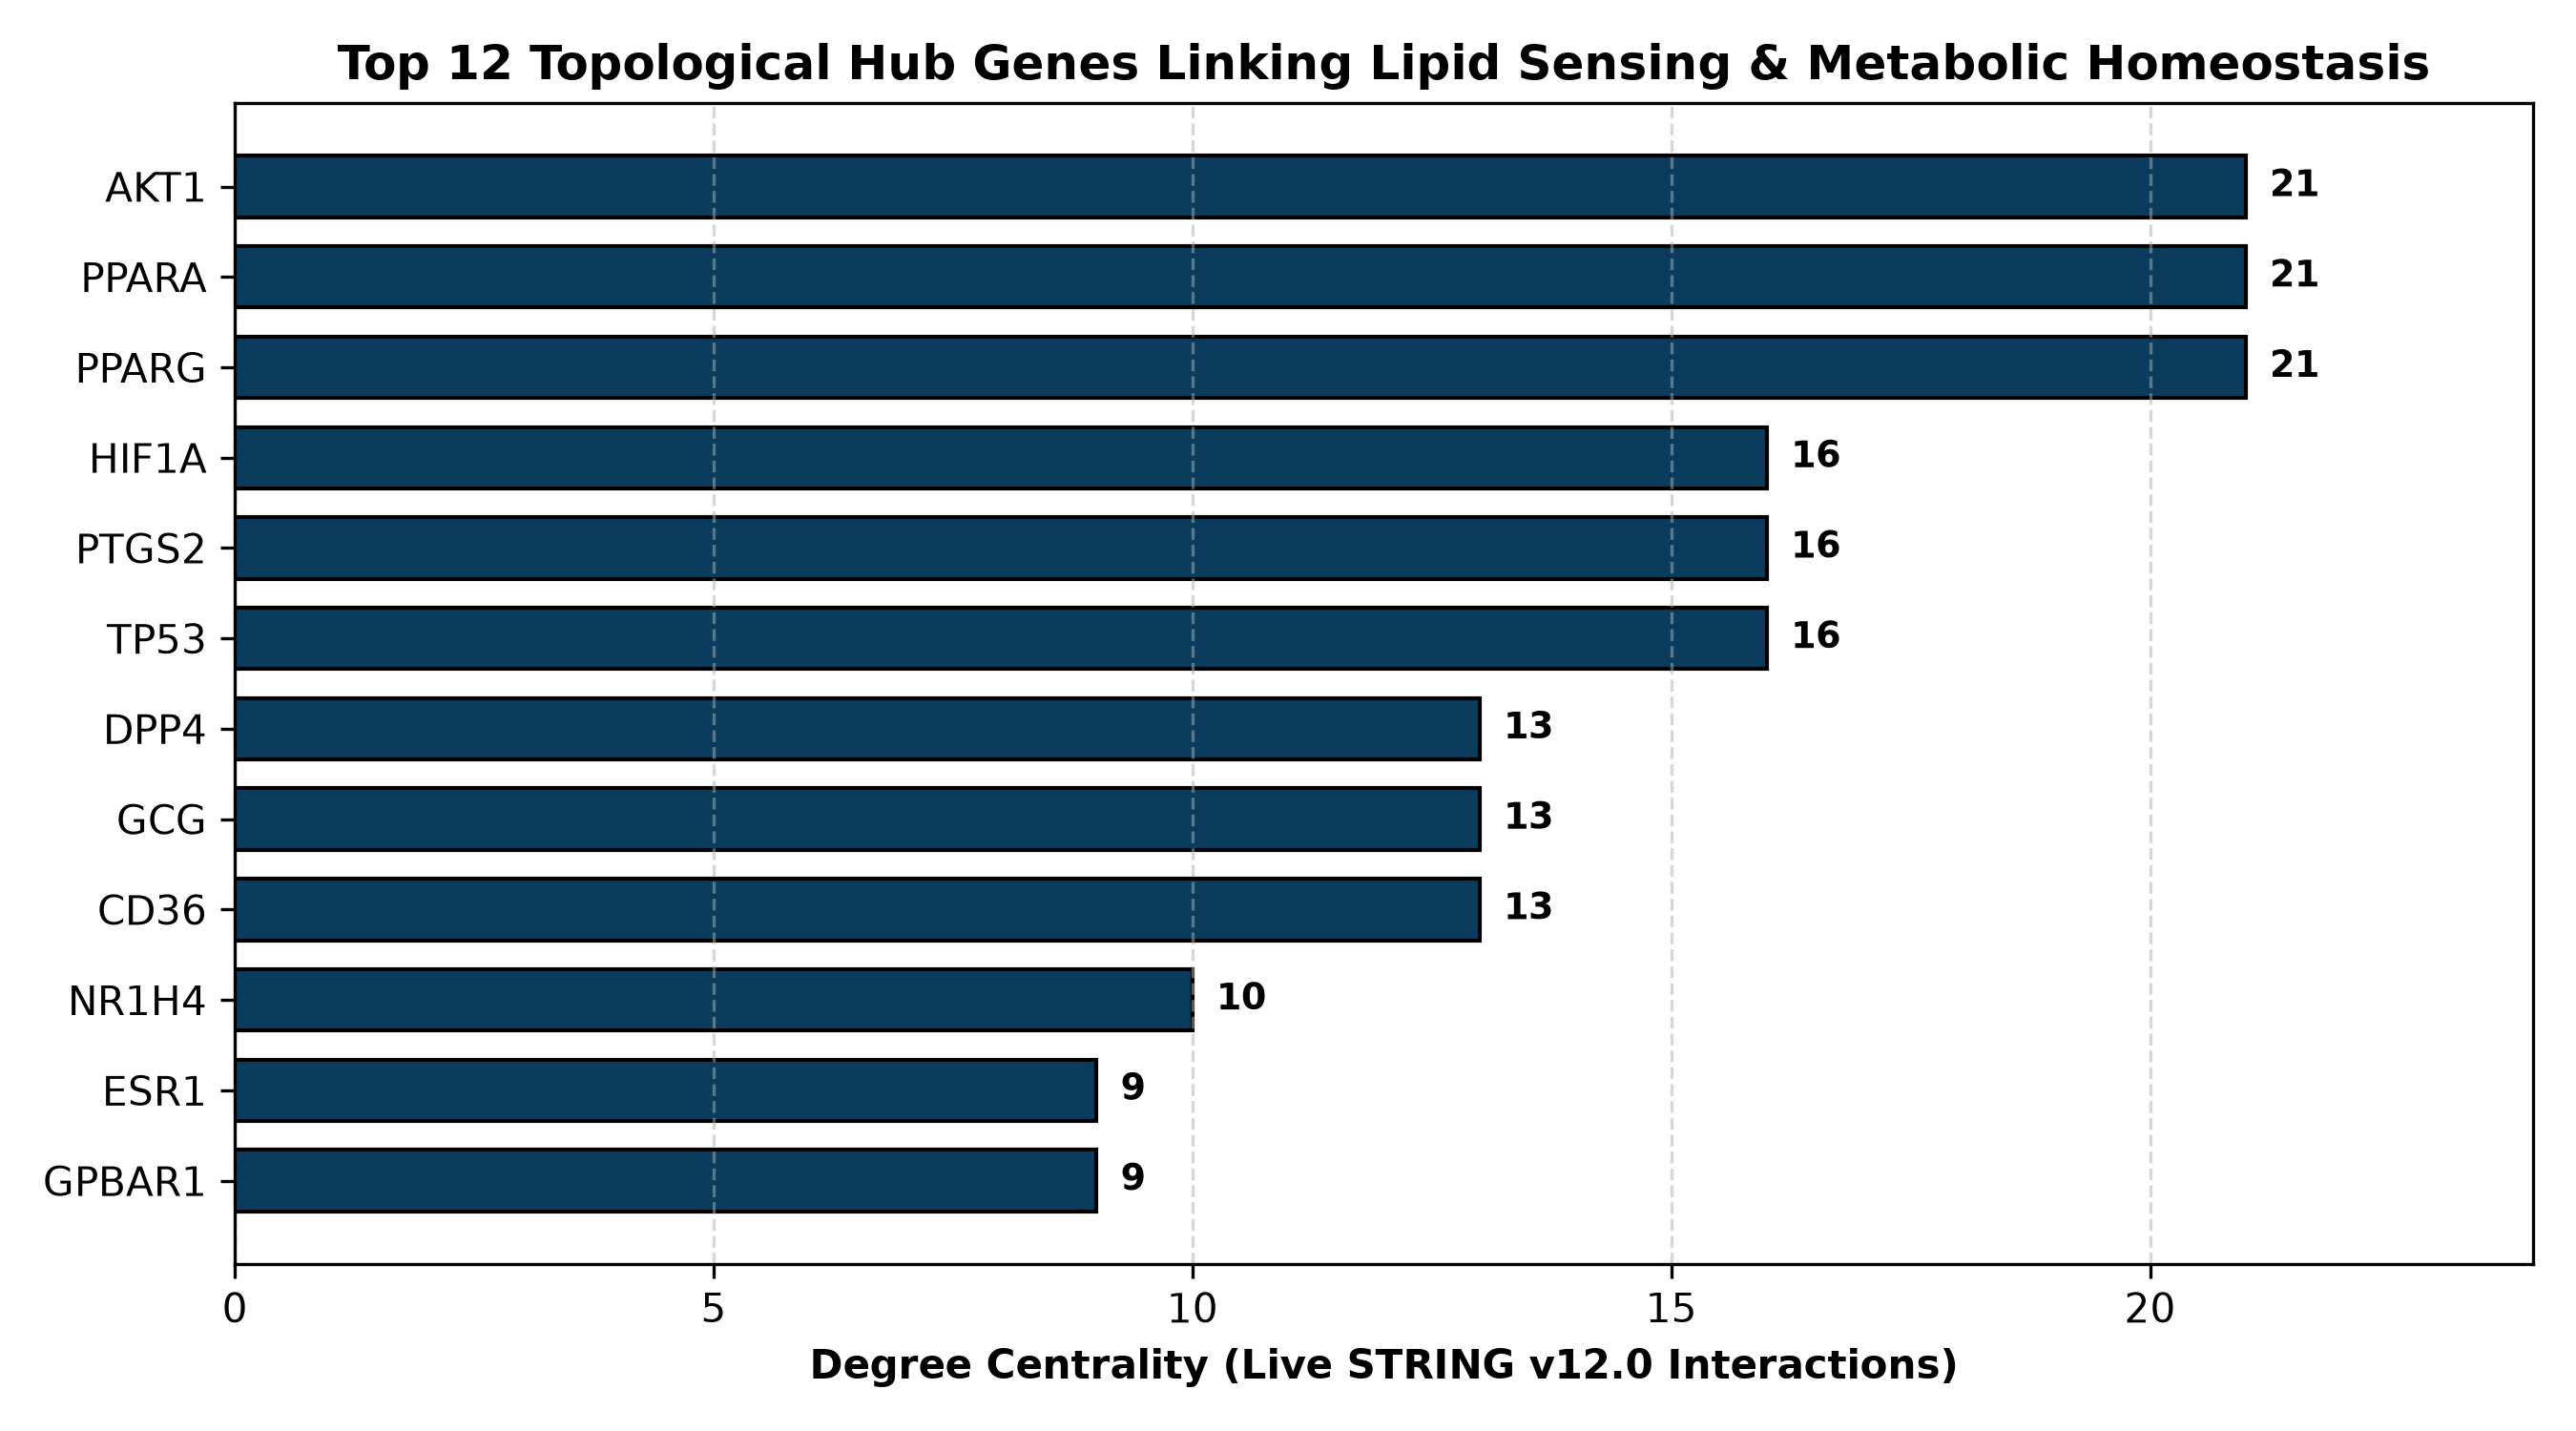 Top 12 Topological Hub Genes Linking Lipid Sensing & Metabolic Homeostasis
AKT1 21
PPARA 21
PPARG 21
HIF1A 16
PTGS2 16
TP53 16
DPP4 13
GCG 13
CD36 13
NR1H4 10
ESR1 9
GPBAR1 9
0 5 10 15 20
Degree Centrality (Live STRING v12.0 Interactions)